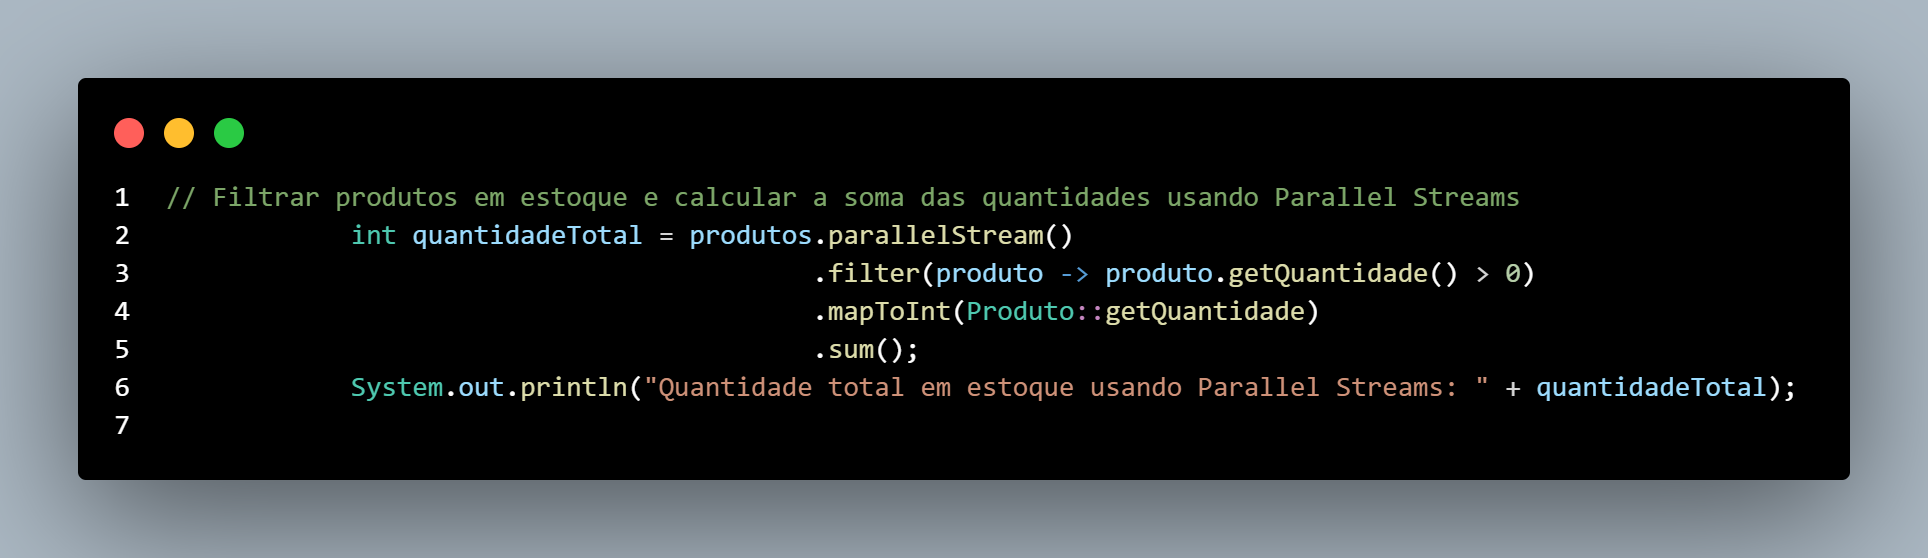 1 // Filtrar produtos em estoque e calcular a soma das quantidades usando Parallel Streams
2 int quantidadeTotal = produtos.parallelStream()
3 .filter(produto -> produto.getQuantidade() > 0)
4 .mapToInt(Produto::getQuantidade)
5 .sum();
6 System.out.println("Quantidade total em estoque usando Parallel Streams: " + quantidadeTotal);
7